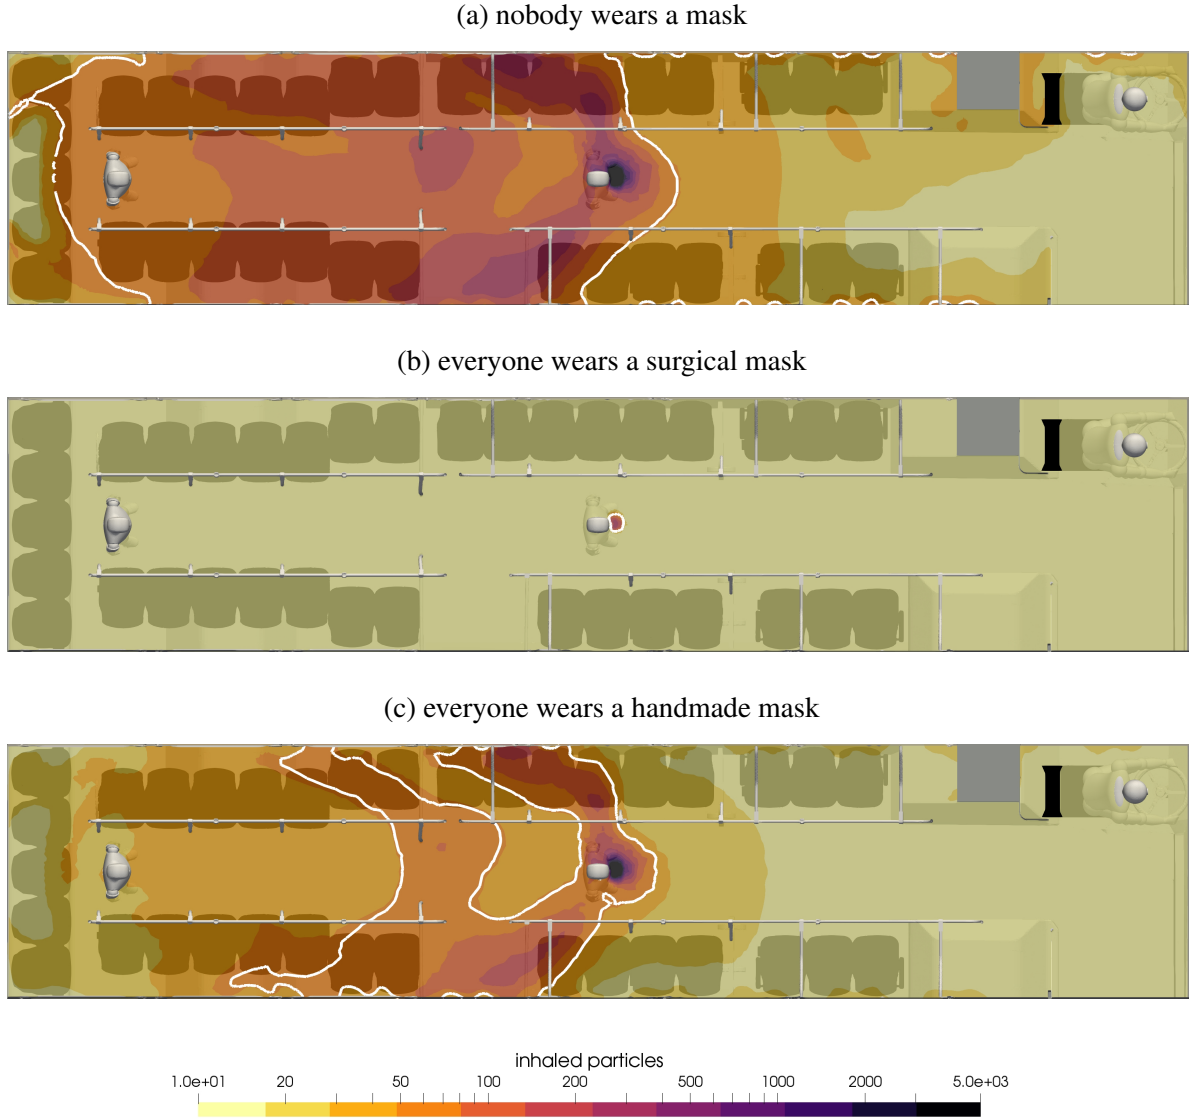 (a) nobody wears a mask
(b) everyone wears a surgical mask
(c) everyone wears a handmade mask
inhaled particles
1.0e+01 20 50 100 200 500 1000 2000 5.0e+03